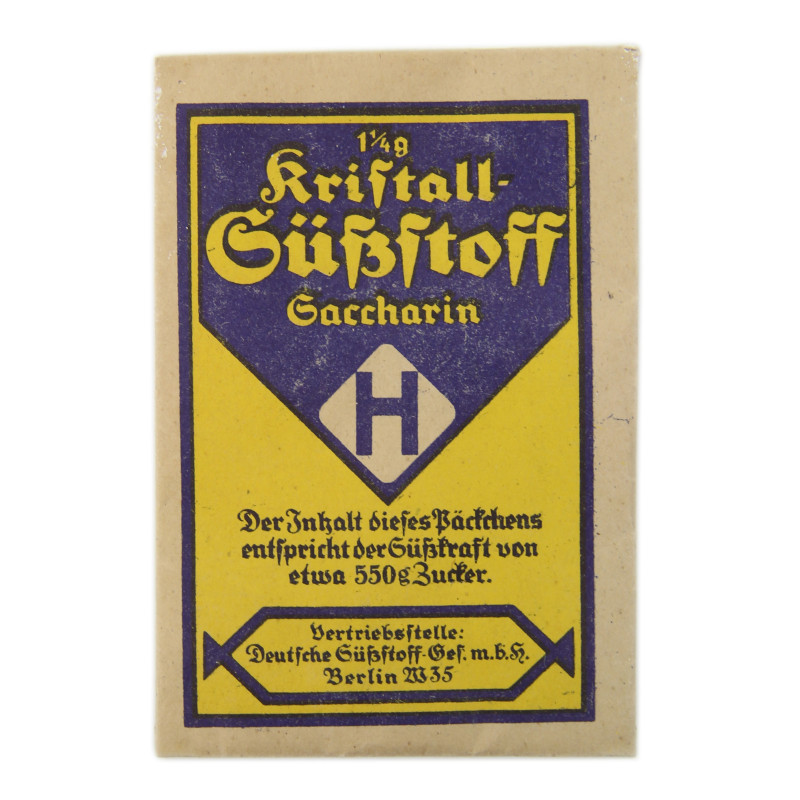 1¼g
Kristall-
Süßstoff
Saccharin
H
Der Inhalt dieses Päckchens
entspricht der Süßkraft von
etwa 550g Zucker.
Vertriebsstelle:
Deutsche Süßstoff-Ges. m.b.H.
Berlin W35